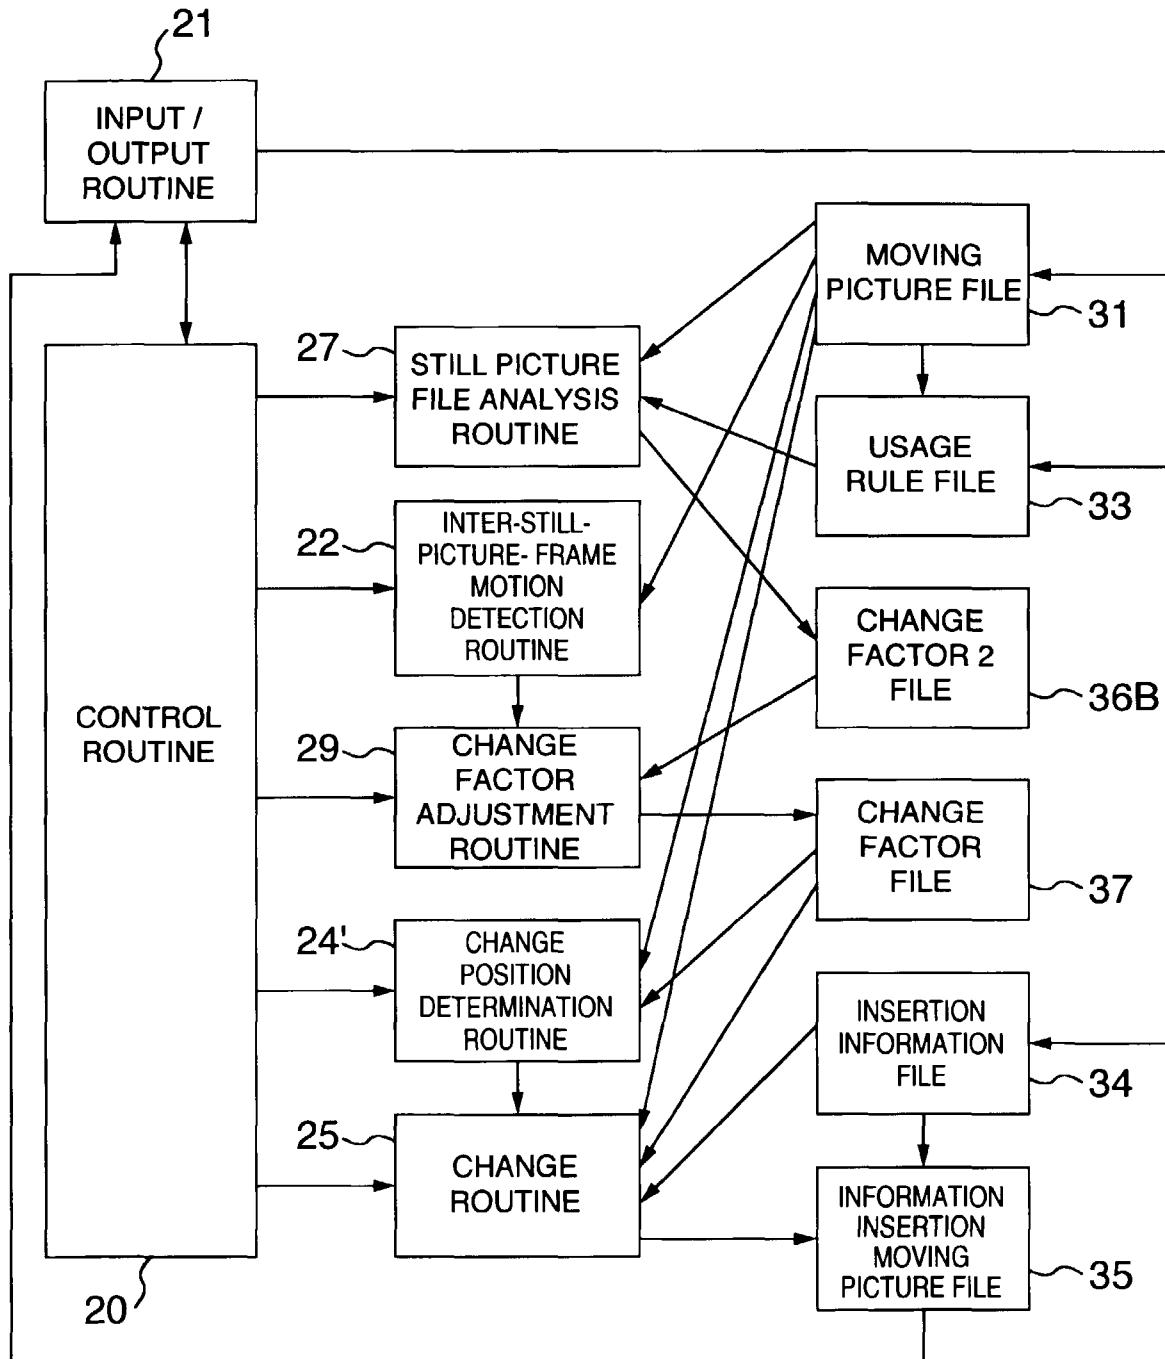 21
INPUT /
OUTPUT
ROUTINE
MOVING
PICTURE FILE
31
27
STILL PICTURE
FILE ANALYSIS
ROUTINE
USAGE
RULE FILE
33
22
INTER-STILL-
PICTURE- FRAME
MOTION
DETECTION
ROUTINE
CHANGE
FACTOR 2
FILE
36B
CONTROL
ROUTINE
29
CHANGE
FACTOR
ADJUSTMENT
ROUTINE
CHANGE
FACTOR
FILE
37
24'
CHANGE
POSITION
DETERMINATION
ROUTINE
INSERTION
INFORMATION
FILE
34
25
CHANGE
ROUTINE
INFORMATION
INSERTION
MOVING
PICTURE FILE
35
20